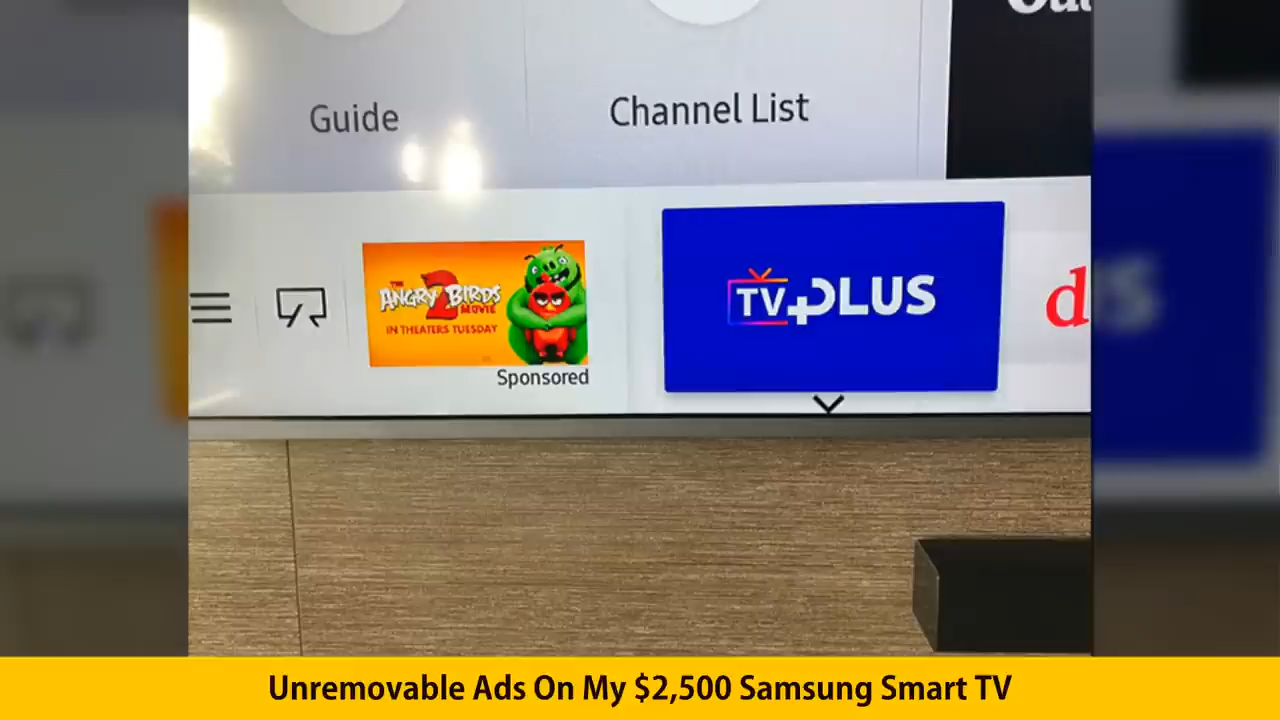 Guide
Channel List
THE
ANGRY BIRDS
2
MOVIE
IN THEATERS TUESDAY
Sponsored
TV PLUS
Unremovable Ads On My $2,500 Samsung Smart TV